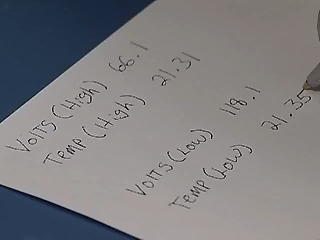 VOLTS (High) 66.1
TEMP (High) 21.31
VOLTS (LOW) 118.1
TEMP (LOW) 21.35